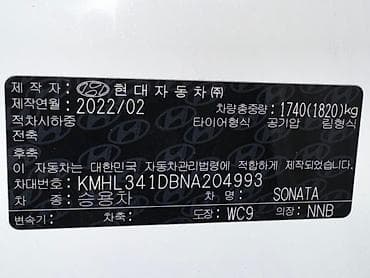 제 작 자 : HYUNDAI 현대자동차㈜
제작연월 : 2022/02 차량총중량: 1740(1820)kg
적차시하중 타이어형식 공기압 림형식
전축
후축
이 자동차는 대한민국 자동차관리법령에 적합하게 제작되었습니다.
차대번호: KMHL341DBNA204993
차 종: 승용차 차 명: SONATA
변속기: 차축: 도장: WC9 의장: NNB